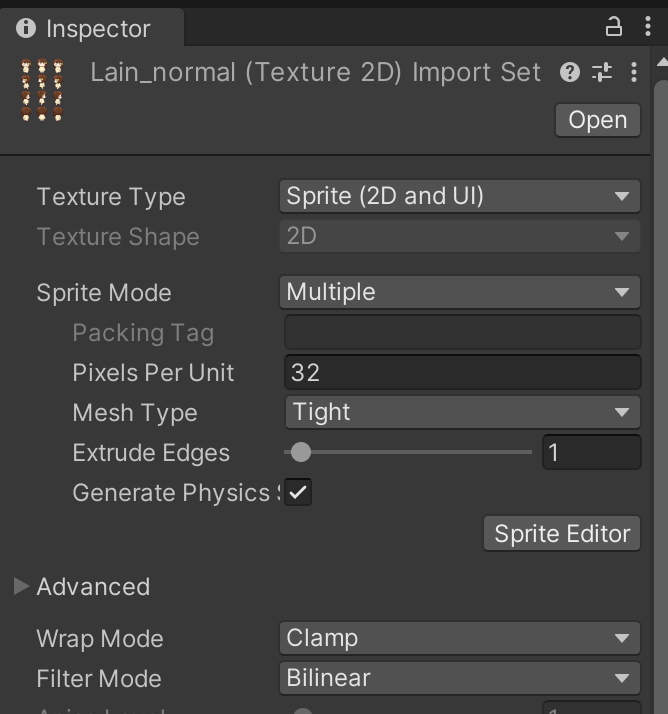 Inspector
Lain_normal (Texture 2D) Import Set
Open
Texture Type Sprite (2D and UI)
Texture Shape 2D
Sprite Mode Multiple
Packing Tag
Pixels Per Unit 32
Mesh Type Tight
Extrude Edges 1
Generate Physics
Sprite Editor
Advanced
Wrap Mode Clamp
Filter Mode Bilinear